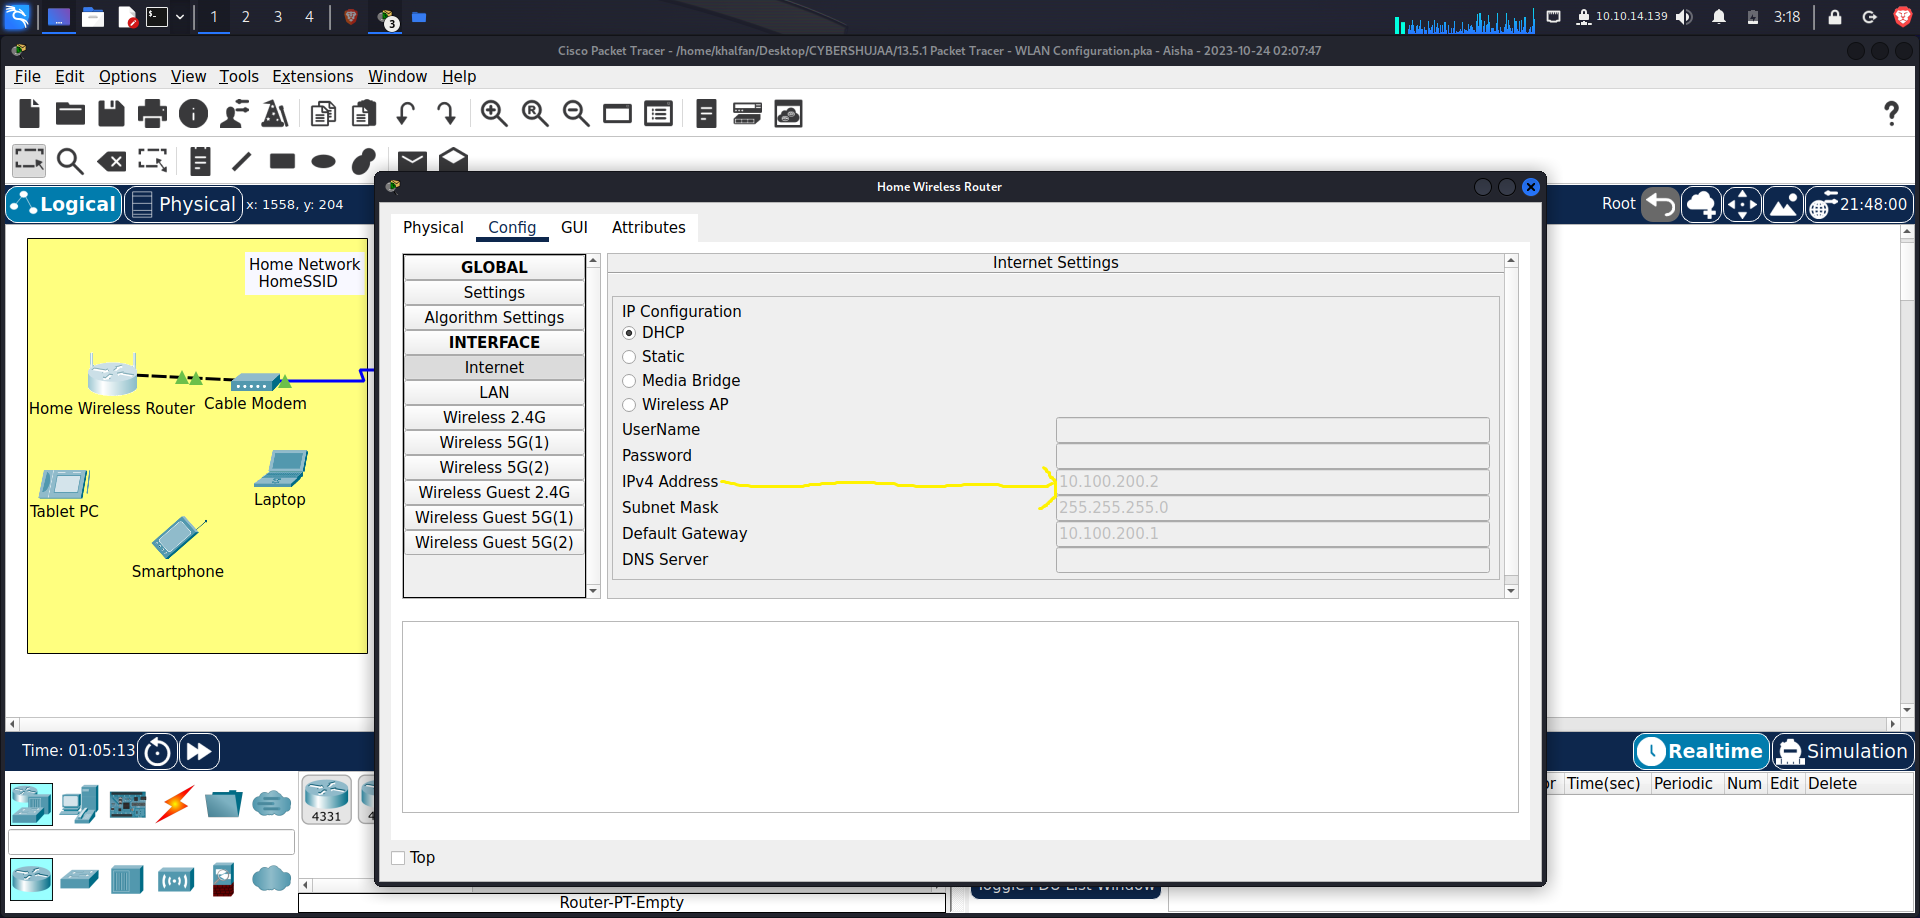 1 2 3 4
3
10.10.14.139
3:18
Cisco Packet Tracer - /home/khalfan/Desktop/CYBERSHUJAA/13.5.1 Packet Tracer - WLAN Configuration.pka - Aisha - 2023-10-24 02:07:47
File Edit Options View Tools Extensions Window Help
Logical
Physical
x: 1558, y: 204
Root
21:48:00
Home Network
HomeSSID
Home Wireless Router
Cable Modem
Tablet PC
Laptop
Smartphone
Home Wireless Router
Physical Config GUI Attributes
GLOBAL
Settings
Algorithm Settings
INTERFACE
Internet
LAN
Wireless 2.4G
Wireless 5G(1)
Wireless 5G(2)
Wireless Guest 2.4G
Wireless Guest 5G(1)
Wireless Guest 5G(2)
Internet Settings
IP Configuration
DHCP
Static
Media Bridge
Wireless AP
UserName
Password
IPv4 Address 10.100.200.2
Subnet Mask 255.255.255.0
Default Gateway 10.100.200.1
DNS Server
Top
Time: 01:05:13
Realtime
Simulation
Time(sec) Periodic Num Edit Delete
4331
Router-PT-Empty